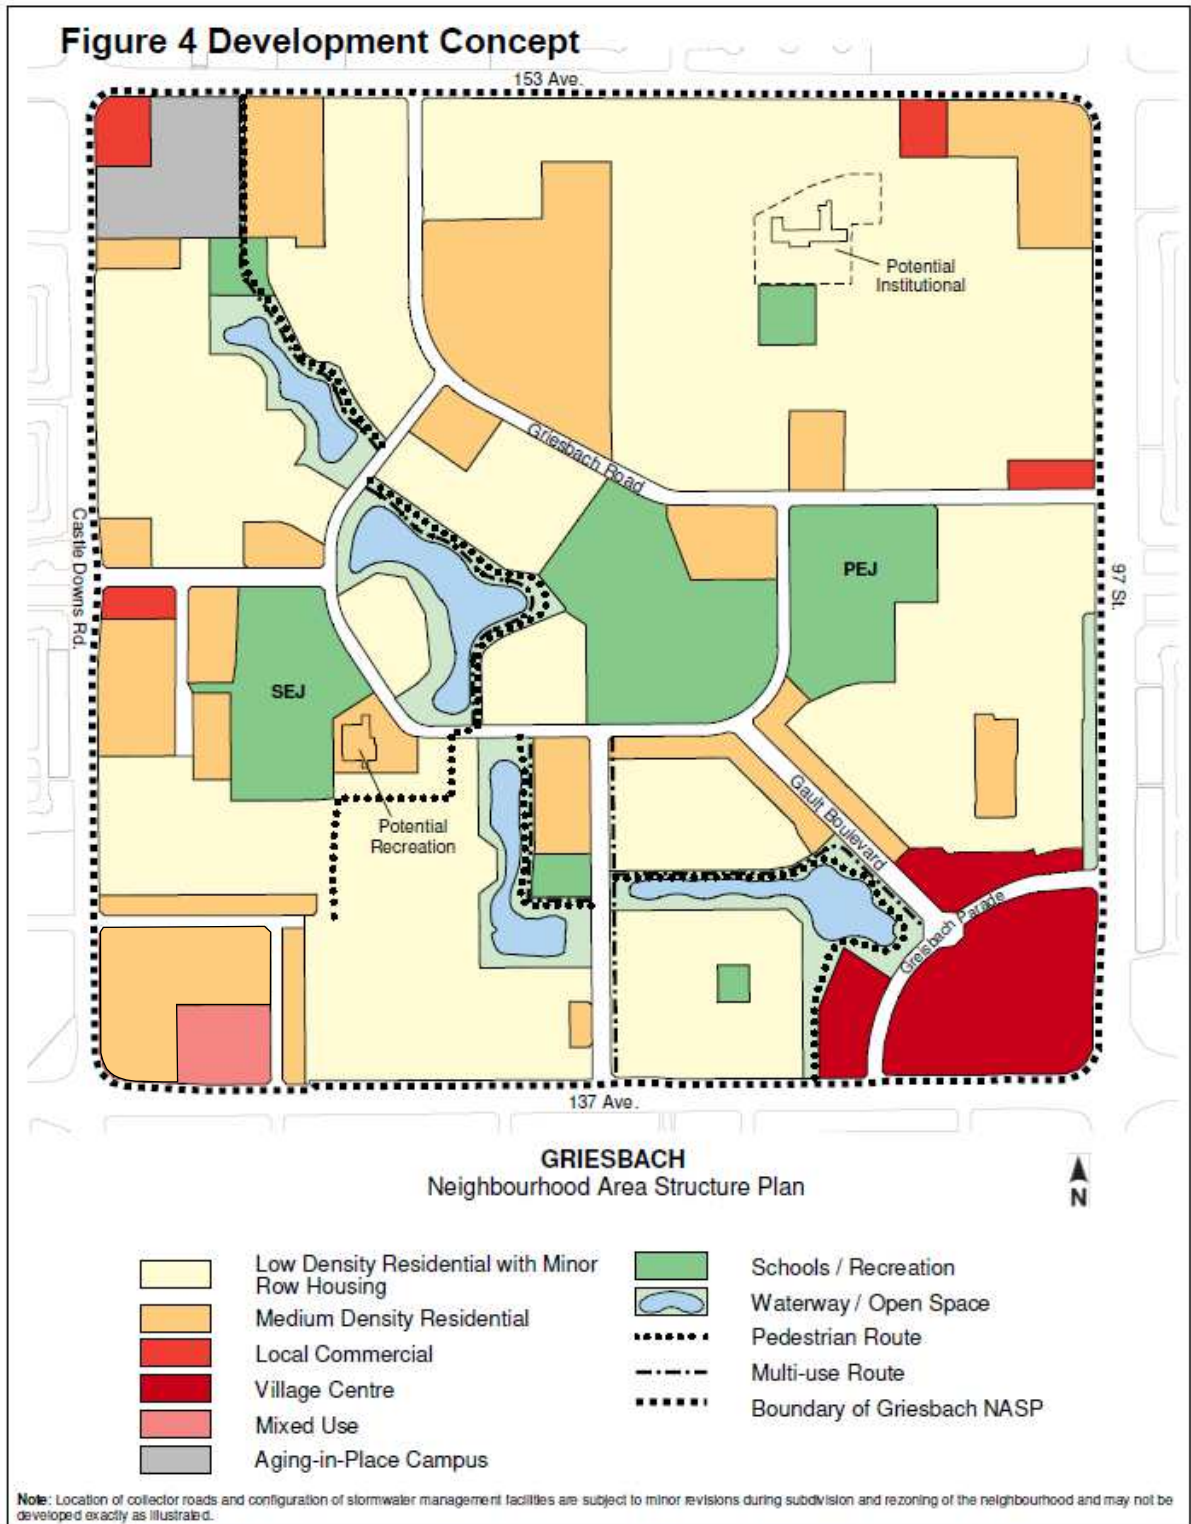 Figure 4 Development Concept
153 Ave.
Potential
Institutional
Griesbach Road
Castle Downs Rd.
97 St.
PEJ
SEJ
Potential
Recreation
Gault Boulevard
Greisbach Parade
137 Ave.
GRIESBACH
Neighbourhood Area Structure Plan
N
Low Density Residential with Minor
Row Housing
Medium Density Residential
Local Commercial
Village Centre
Mixed Use
Aging-in-Place Campus
Schools / Recreation
Waterway / Open Space
Pedestrian Route
Multi-use Route
Boundary of Griesbach NASP
Note: Location of collector roads and configuration of stormwater management facilities are subject to minor revisions during subdivision and rezoning of the neighbourhood and may not be
developed exactly as illustrated.